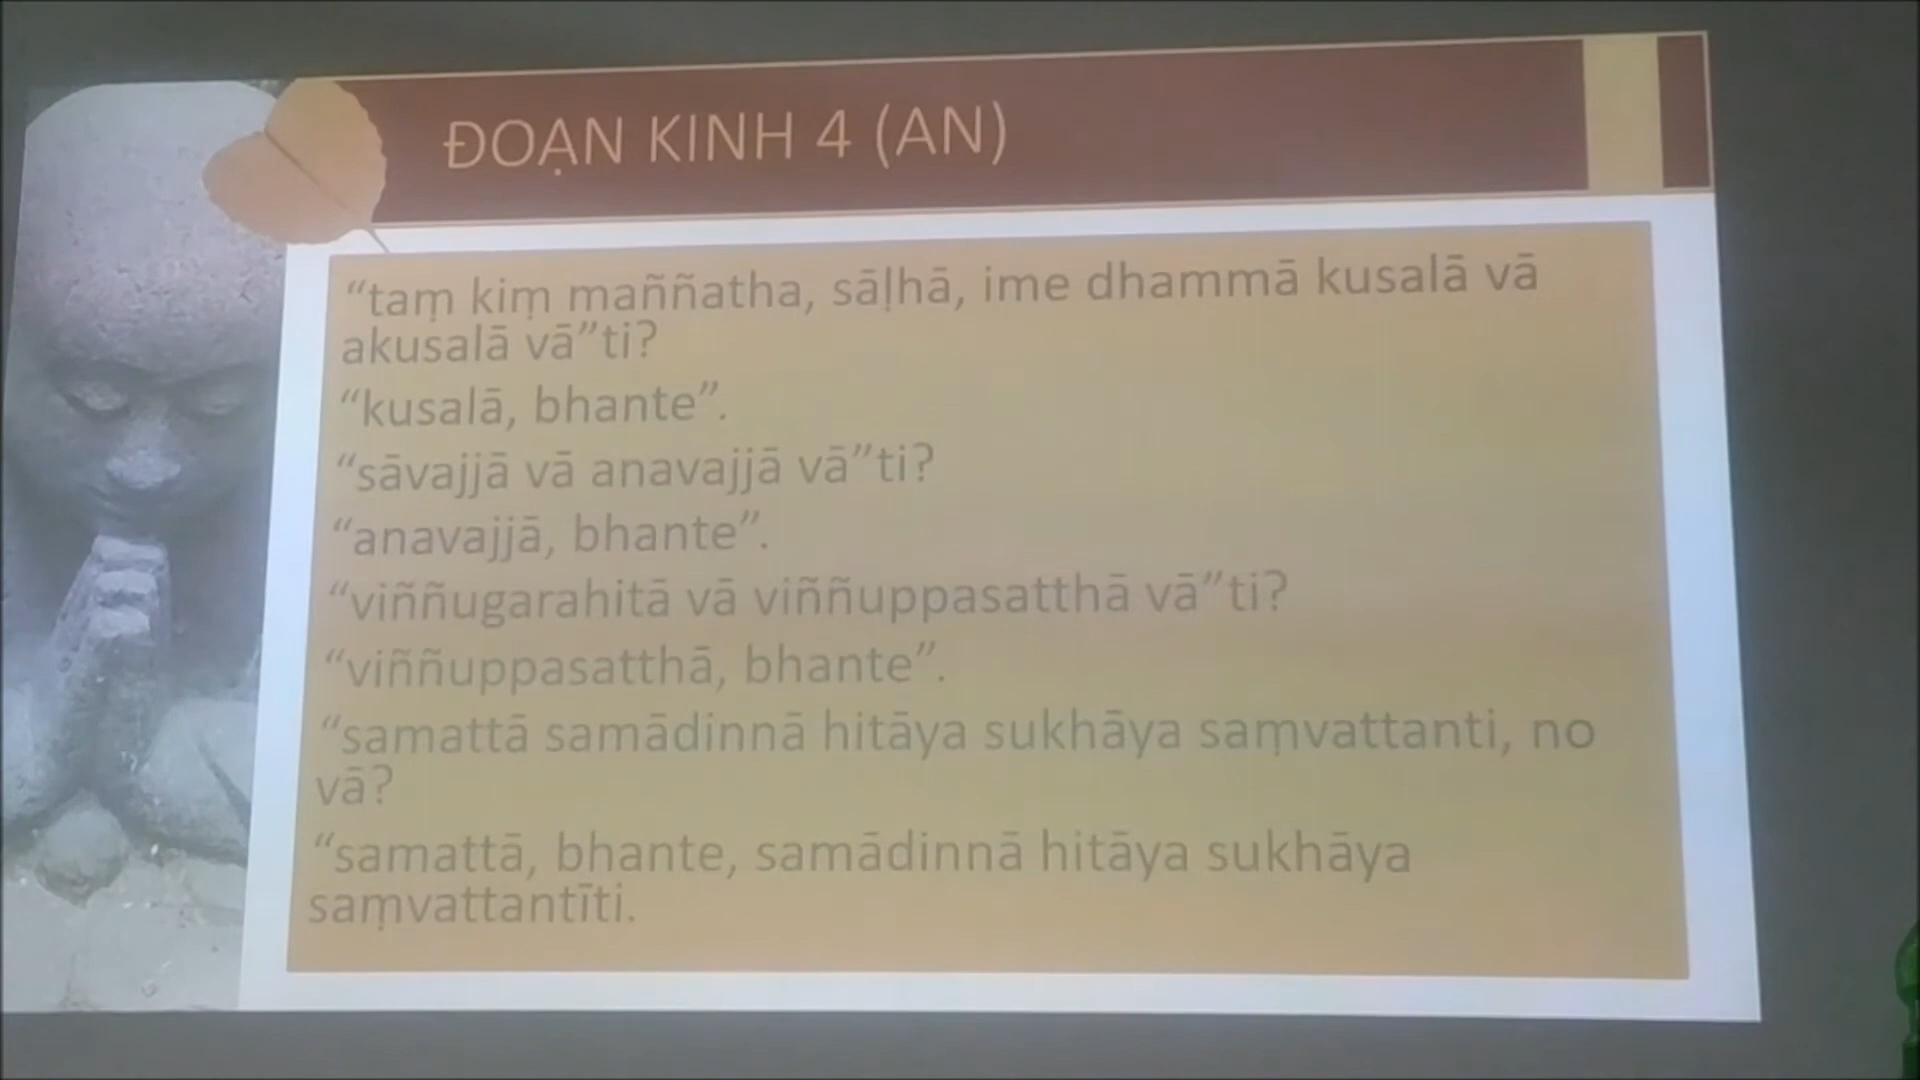 ĐOẠN KINH 4 (AN)
“taṃ kiṃ maññatha, sāḷhā, ime dhammā kusalā vā
akusalā vā”ti?
“kusalā, bhante”.
“sāvajjā vā anavajjā vā”ti?
“anavajjā, bhante”.
“viññugarahitā vā viññuppasatthā vā”ti?
“viññuppasatthā, bhante”.
“samattā samādinnā hitāya sukhāya saṃvattanti, no
vā?
“samattā, bhante, samādinnā hitāya sukhāya
saṃvattantīti.